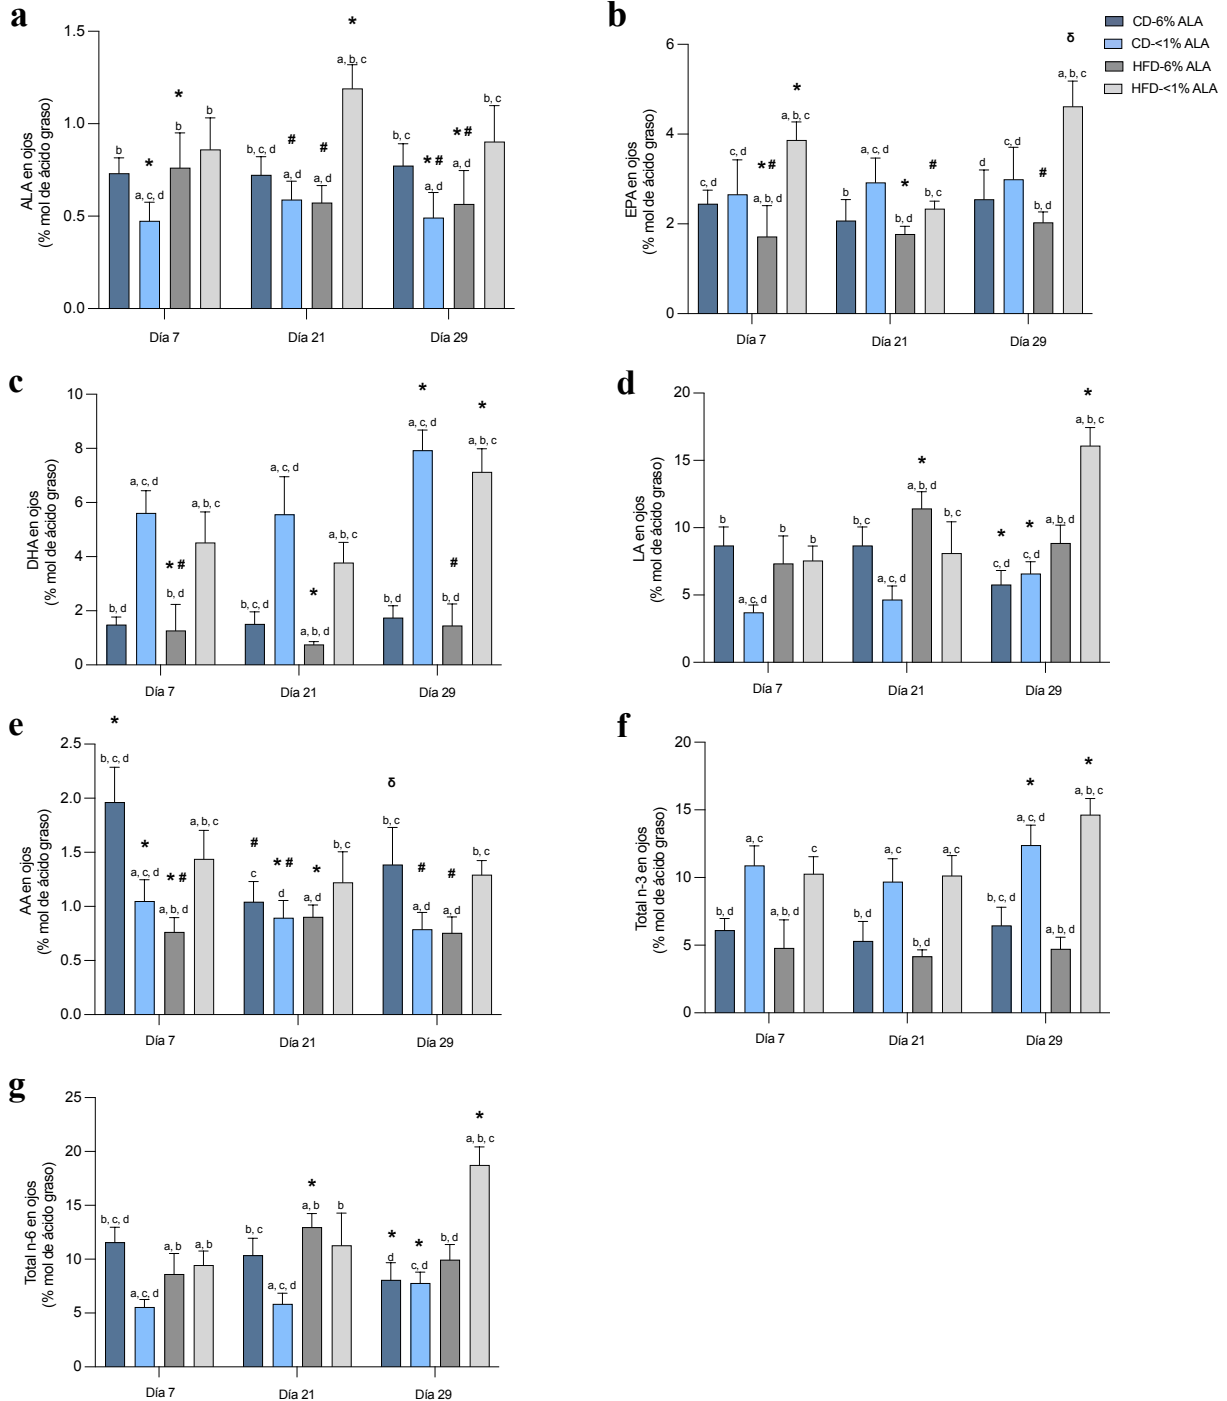 a
ALA en ojos
(% mol de ácido graso)
1.5
1.0
0.5
0.0
b
*
a, c, d
*
b
b
b, c, d
#
a, d
#
a, d
*
a, b, c
b, c
* #
a, d
* #
a, d
b, c
Día 7
Día 21
Día 29
b
EPA en ojos
(% mol de ácido graso)
6
4
2
0
c, d
c, d
* #
a, b, d
*
a, b, c
b
a, c, d
*
b, d
#
b, c
d
c, d
#
b, d
δ
a, b, c
Día 7
Día 21
Día 29
CD-6% ALA
CD-<1% ALA
HFD-6% ALA
HFD-<1% ALA
c
DHA en ojos
(% mol de ácido graso)
10
8
6
4
2
0
b, d
a, c, d
* #
b, d
a, b, c
b, c, d
a, c, d
*
a, b, d
a, b, c
b, d
*
a, c, d
#
b, d
*
a, b, c
Día 7
Día 21
Día 29
d
LA en ojos
(% mol de ácido graso)
20
15
10
5
0
b
a, c, d
b
b
b, c
a, c, d
*
a, b, d
b, c
*
c, d
*
c, d
a, b, d
*
a, b, c
Día 7
Día 21
Día 29
e
AA en ojos
(% mol de ácido graso)
2.5
2.0
1.5
1.0
0.5
0.0
*
b, c, d
*
a, c, d
* #
a, b, d
a, b, c
#
c
* #
d
*
a, d
b, c
δ
b, c
#
a, d
#
a, d
b, c
Día 7
Día 21
Día 29
f
Total n-3 en ojos
(% mol de ácido graso)
20
15
10
5
0
b, d
a, c
a, b, d
c
b, d
a, c
b, d
a, c
b, c, d
*
a, c, d
a, b, d
*
a, b, c
Día 7
Día 21
Día 29
g
Total n-6 en ojos
(% mol de ácido graso)
25
20
15
10
5
0
b, c, d
a, c, d
a, b
a, b
b, c
a, c, d
*
a, b
b
*
d
*
c, d
b, d
*
a, b, c
Día 7
Día 21
Día 29